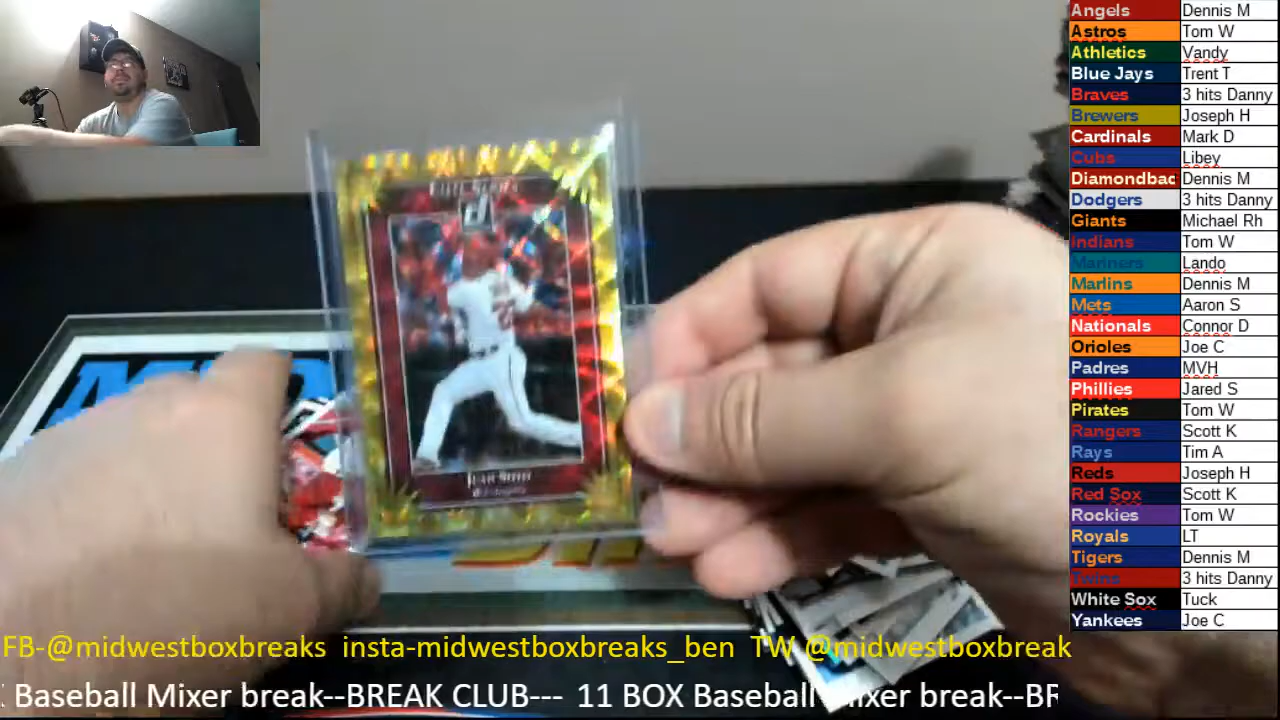 Angels Dennis M
Astros Tom W
Athletics Vandy
Blue Jays Trent T
Braves 3 hits Danny
Brewers Joseph H
Cardinals Mark D
Cubs Libey
Diamondbac Dennis M
Dodgers 3 hits Danny
Giants Michael Rh
Indians Tom W
Mariners Lando
Marlins Dennis M
Mets Aaron S
Nationals Connor D
Orioles Joe C
Padres MVH
Phillies Jared S
Pirates Tom W
Rangers Scott K
Rays Tim A
Reds Joseph H
Red Sox Scott K
Rockies Tom W
Royals LT
Tigers Dennis M
Twins 3 hits Danny
White Sox Tuck
Yankees Joe C
Elite Series
d
Juan Soto
FB-@midwestboxbreaks insta-midwestboxbreaks_ben TW @midwestboxbreak
Baseball Mixer break--BREAK CLUB--- 11 BOX Baseball Mixer break--BR